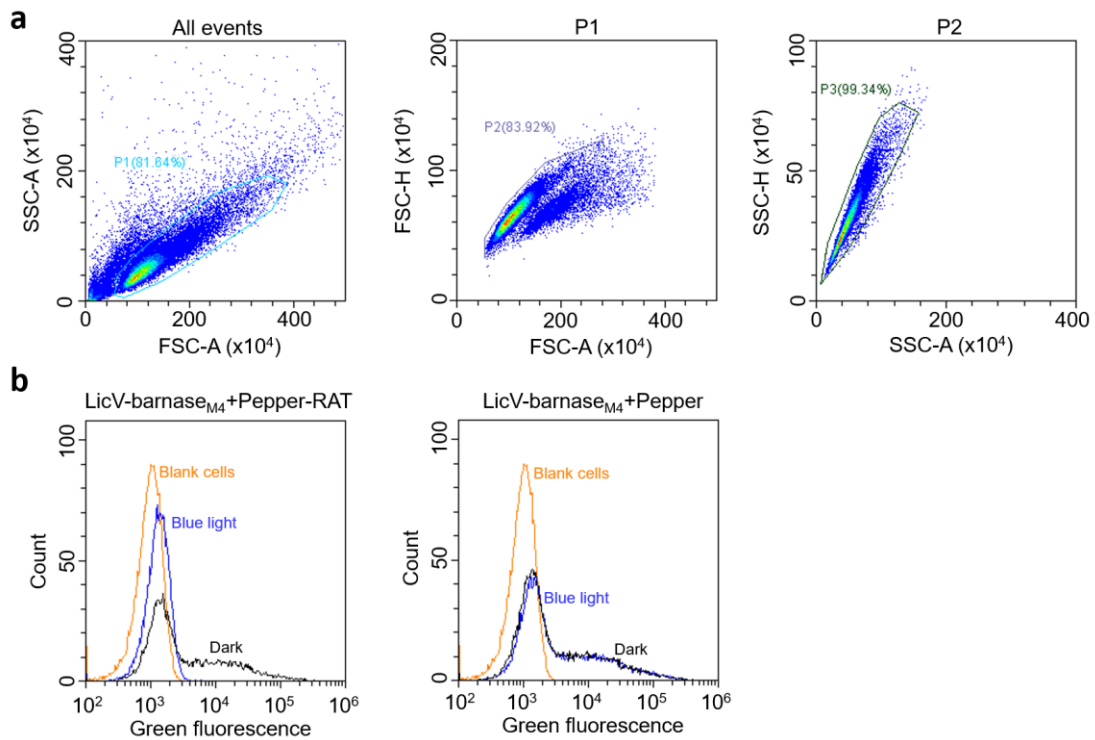 a
All events
P1
P2
400
200
0
SSC-A (x10⁴)
P1(81.64%)
0
200
400
FSC-A (x10⁴)
200
100
0
FSC-H (x10⁴)
P2(83.92%)
0
200
400
FSC-A (x10⁴)
100
50
0
SSC-H (x10⁴)
P3(99.34%)
0
200
400
SSC-A (x10⁴)
b
LicV-barnase_M4+Pepper-RAT
100
50
0
Count
Blank cells
Blue light
Dark
10²
10³
10⁴
10⁵
10⁶
Green fluorescence
LicV-barnase_M4+Pepper
100
50
0
Count
Blank cells
Blue light
Dark
10²
10³
10⁴
10⁵
10⁶
Green fluorescence